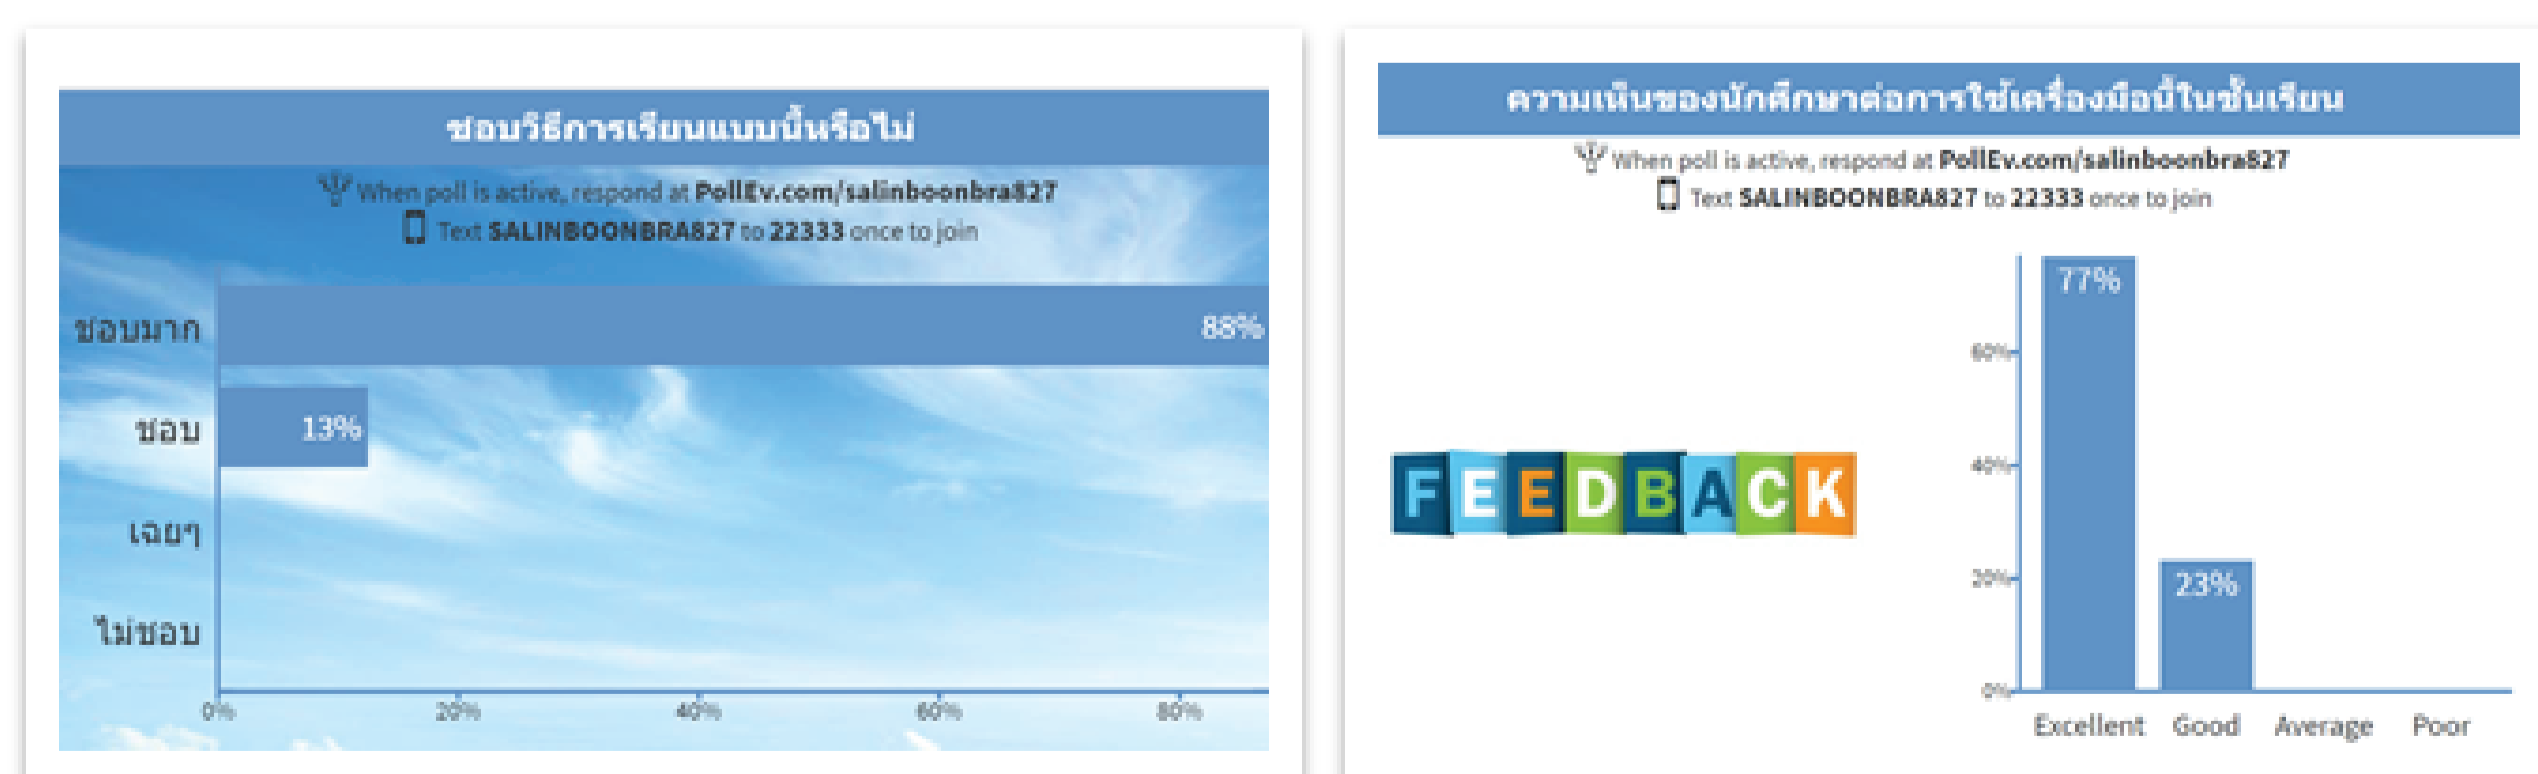 ชอบวิธีการเรียนแบบนี้หรือไม่
When poll is active, respond at PollEv.com/salinboonbra827
Text SALINBOONBRA827 to 22333 once to join
ชอบมาก
88%
ชอบ
13%
เฉยๆ
ไม่ชอบ
0% 20% 40% 60% 80%
ความเห็นของนักศึกษาต่อการใช้เครื่องมือนี้ในชั้นเรียน
When poll is active, respond at PollEv.com/salinboonbra827
Text SALINBOONBRA827 to 22333 once to join
FEEDBACK
77%
60%
40%
20%
23%
0%
Excellent Good Average Poor